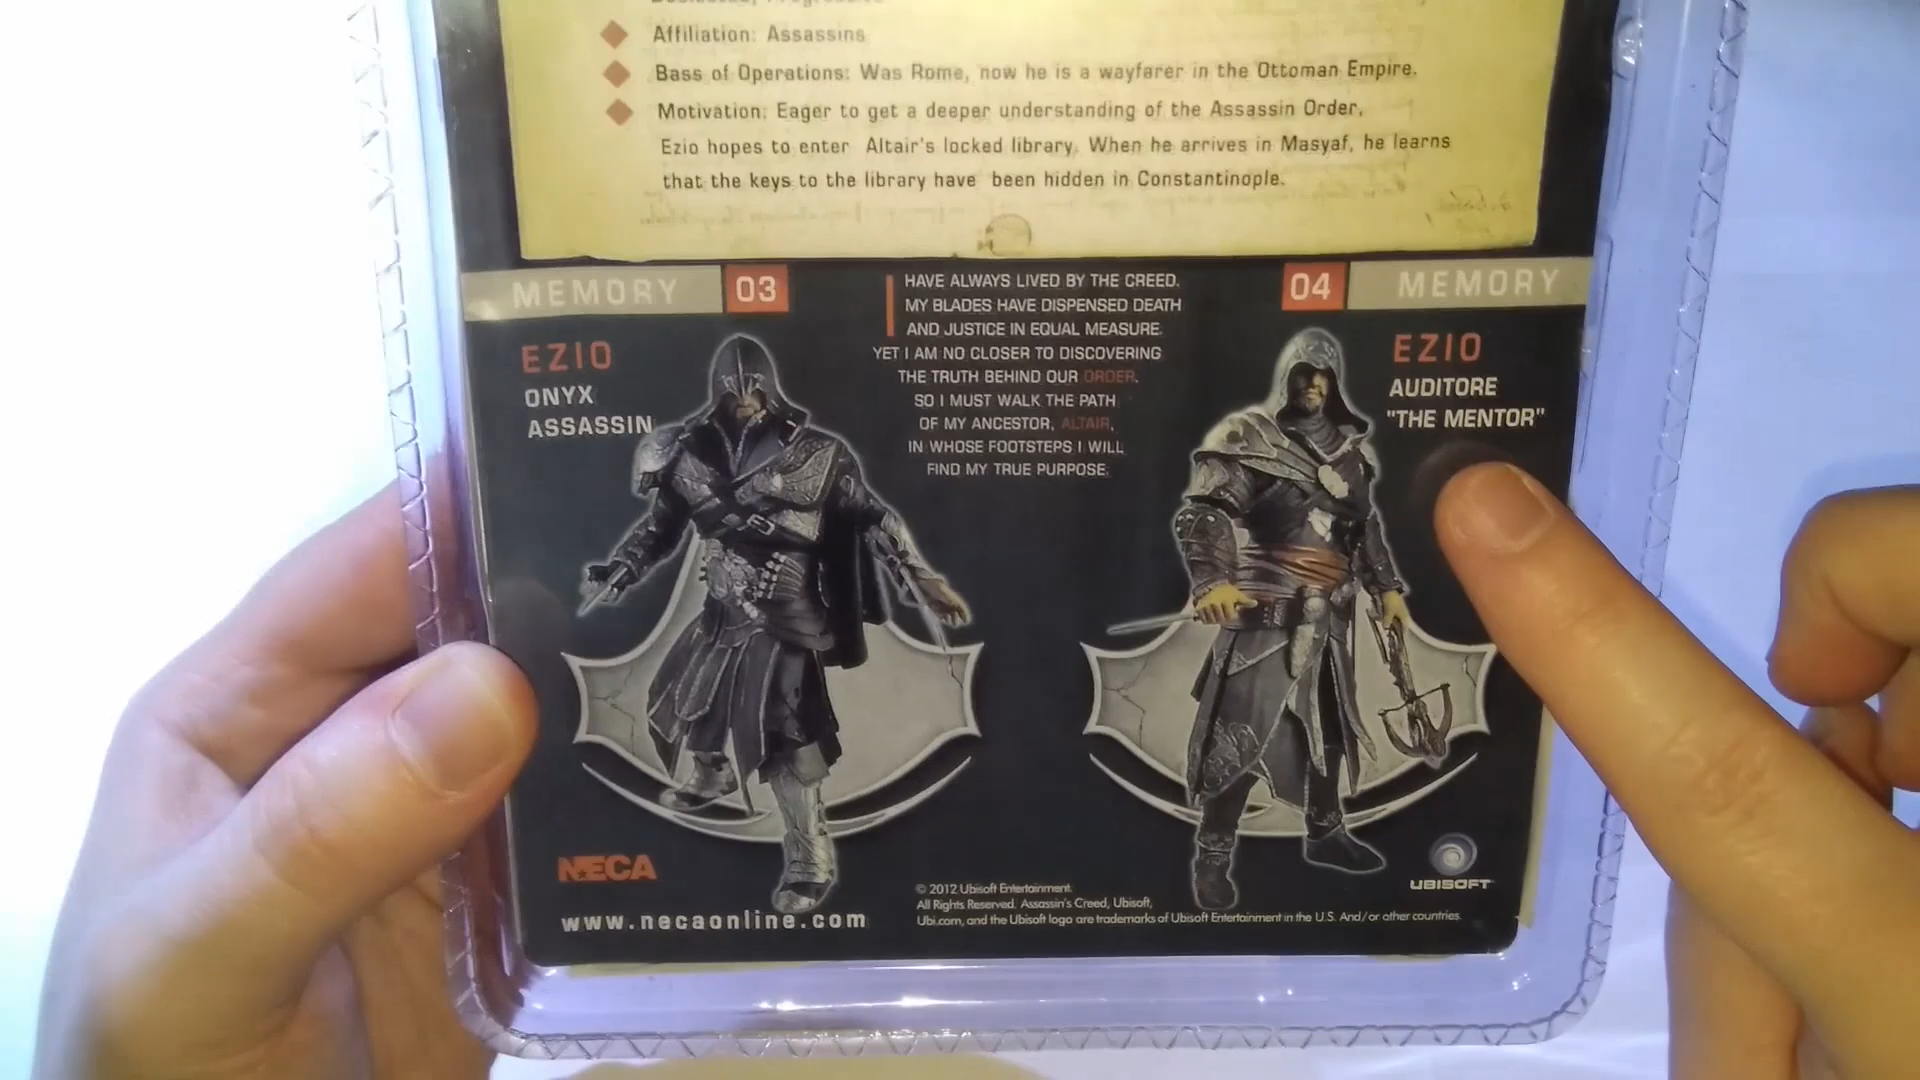 Affiliation: Assassins
Bass of Operations: Was Rome, now he is a wayfarer in the Ottoman Empire.
Motivation: Eager to get a deeper understanding of the Assassin Order,
Ezio hopes to enter Altair's locked library. When he arrives in Masyaf, he learns
that the keys to the library have been hidden in Constantinople.
MEMORY 03
EZIO
ONYX
ASSASSIN
I HAVE ALWAYS LIVED BY THE CREED.
MY BLADES HAVE DISPENSED DEATH
AND JUSTICE IN EQUAL MEASURE.
YET I AM NO CLOSER TO DISCOVERING
THE TRUTH BEHIND OUR ORDER.
SO I MUST WALK THE PATH
OF MY ANCESTOR, ALTAIR,
IN WHOSE FOOTSTEPS I WILL
FIND MY TRUE PURPOSE.
04 MEMORY
EZIO
AUDITORE
"THE MENTOR"
NECA
www.necaonline.com
© 2012 Ubisoft Entertainment.
All Rights Reserved. Assassin's Creed, Ubisoft,
Ubi.com, and the Ubisoft logo are trademarks of Ubisoft Entertainment in the U.S. And/or other countries.
UBISOFT